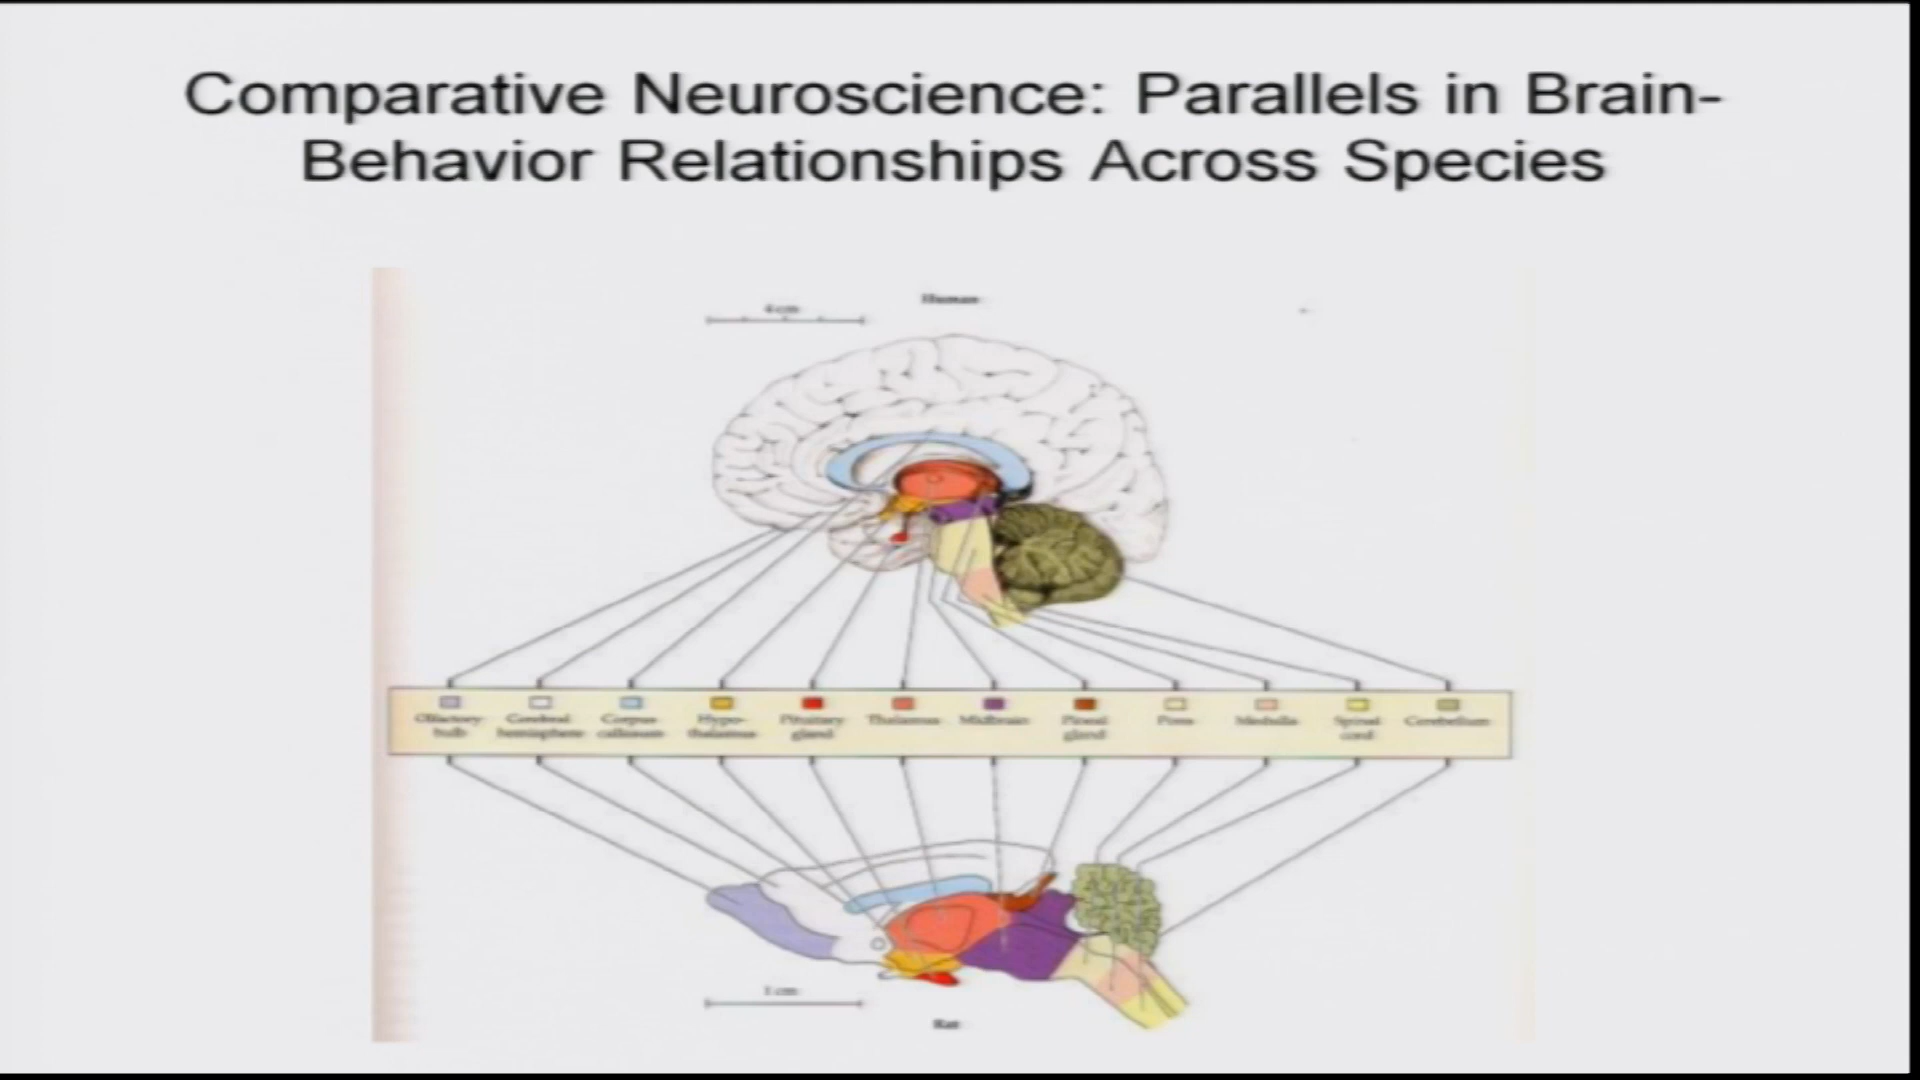 Comparative Neuroscience: Parallels in Brain-
Behavior Relationships Across Species
Human
4 cm
Olfactory bulb
Cerebral hemisphere
Corpus callosum
Hypo-thalamus
Pituitary gland
Thalamus
Midbrain
Pineal gland
Pons
Medulla
Spinal cord
Cerebellum
1 cm
Rat